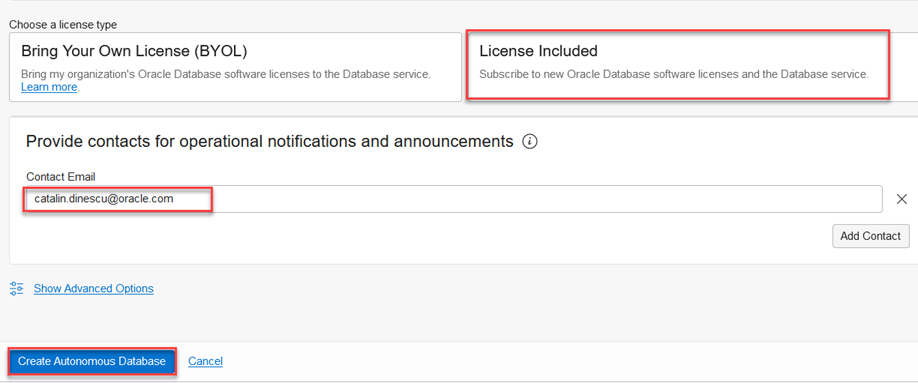 Choose a license type
Bring Your Own License (BYOL)
Bring my organization's Oracle Database software licenses to the Database service.
Learn more.
License Included
Subscribe to new Oracle Database software licenses and the Database service.
Provide contacts for operational notifications and announcements
Contact Email
catalin.dinescu@oracle.com
Add Contact
Show Advanced Options
Create Autonomous Database
Cancel